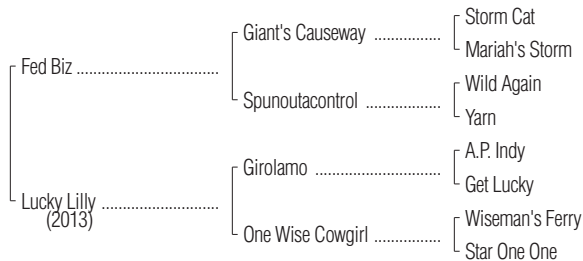 Fed Biz ........................................
Giant's Causeway ..................
Storm Cat
Mariah's Storm
Spunoutacontrol ....................
Wild Again
Yarn
Lucky Lilly .................................
(2013)
Girolamo ..................................
A.P. Indy
Get Lucky
One Wise Cowgirl ..................
Wiseman's Ferry
Star One One